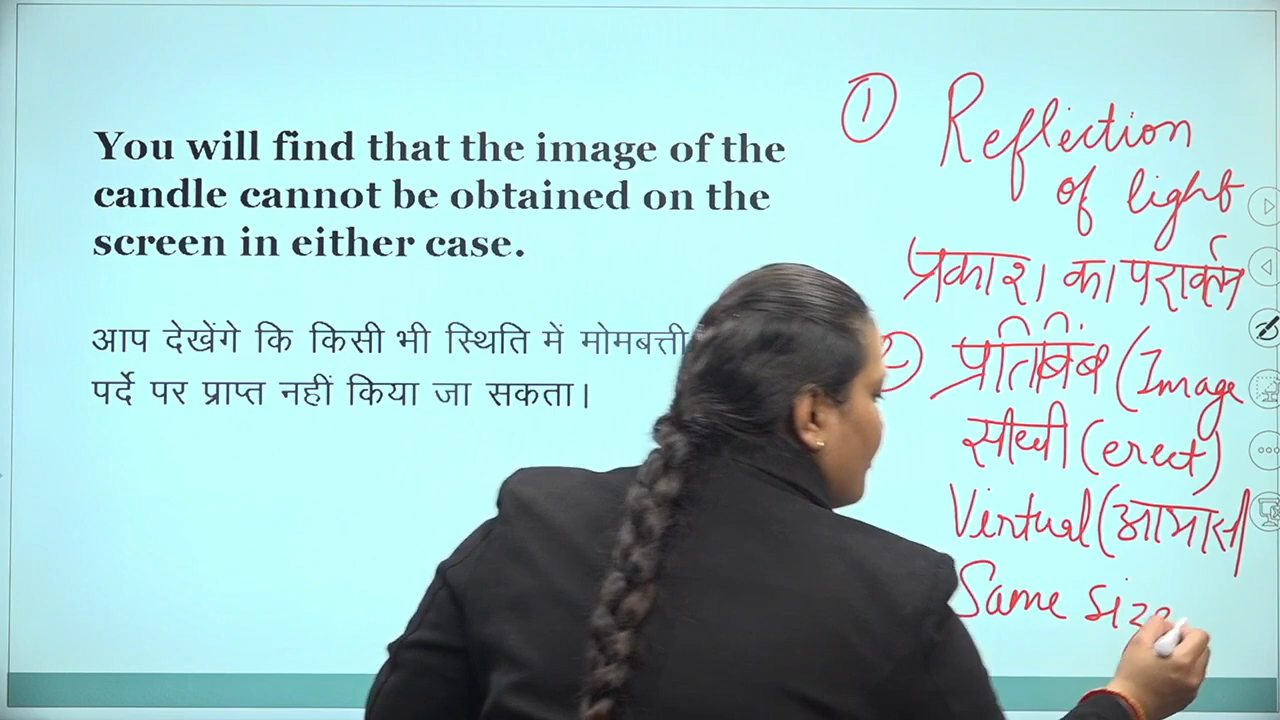 You will find that the image of the
candle cannot be obtained on the
screen in either case.
आप देखेंगे कि किसी भी स्थिति में मोमबत्ती
पर्दे पर प्राप्त नहीं किया जा सकता।
① Reflection
of light
प्रकाश का परावर्तन
प्रतिबिंब (Image
सीधी (erect)
Virtual (आभासी
Same size